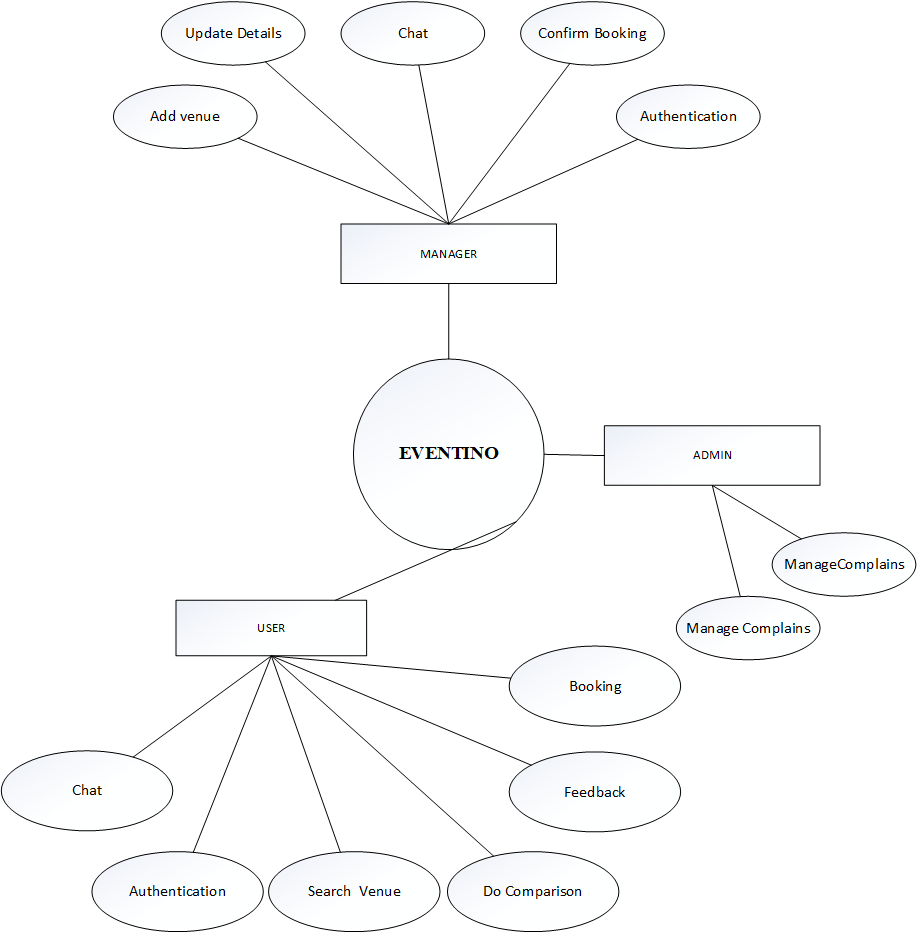 Update Details
Chat
Confirm Booking
Add venue
Authentication
MANAGER
EVENTINO
ADMIN
ManageComplains
Manage Complains
USER
Booking
Chat
Feedback
Authentication
Search  Venue
Do Comparison